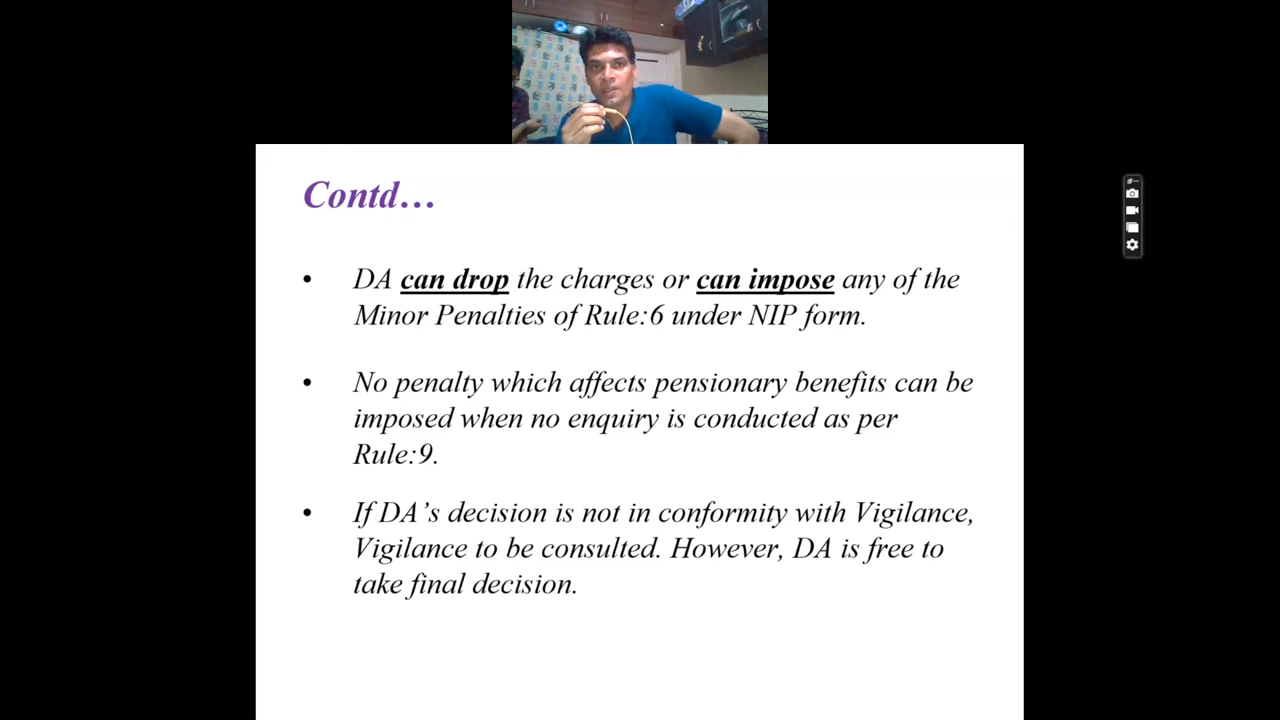 Contd…
• DA can drop the charges or can impose any of the
Minor Penalties of Rule:6 under NIP form.
• No penalty which affects pensionary benefits can be
imposed when no enquiry is conducted as per
Rule:9.
• If DA’s decision is not in conformity with Vigilance,
Vigilance to be consulted. However, DA is free to
take final decision.